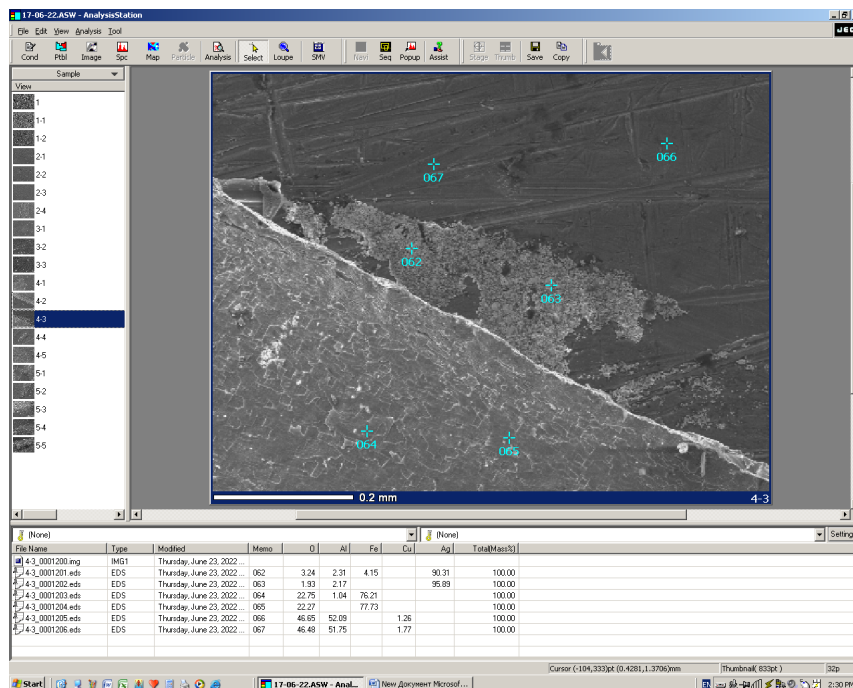 17-06-22.ASW - AnalysisStation
File Edit View Analysis Tool
JEO
Cond Ptbl Image Spc Map Particle Analysis Select Loupe SMV Navi Seq Popup Assist Stage Thumb Save Copy
Sample
View
1
1-1
1-2
2-1
2-2
2-3
2-4
3-1
3-2
3-3
4-1
4-2
4-3
4-4
4-5
5-1
5-2
5-3
5-4
5-5
066
067
062
063
064
065
0.2 mm 4-3
(None) (None) Setting
File Name Type Modified Memo O Al Fe Cu Ag Total(Mass%)
4-3_0001200.img IMG1 Thursday, June 23, 2022 ...
4-3_0001201.eds EDS Thursday, June 23, 2022 ... 062 3.24 2.31 4.15 90.31 100.00
4-3_0001202.eds EDS Thursday, June 23, 2022 ... 063 1.93 2.17 95.89 100.00
4-3_0001203.eds EDS Thursday, June 23, 2022 ... 064 22.75 1.04 76.21 100.00
4-3_0001204.eds EDS Thursday, June 23, 2022 ... 065 22.27 77.73 100.00
4-3_0001205.eds EDS Thursday, June 23, 2022 ... 066 46.65 52.09 1.26 100.00
4-3_0001206.eds EDS Thursday, June 23, 2022 ... 067 46.48 51.75 1.77 100.00
Cursor (-104,333)pt (0.4281,1.3706)mm Thumbnail( 833pt ) 32p
Start 17-06-22.ASW - Anal... New Документ Microsof... EN 2:30 PM